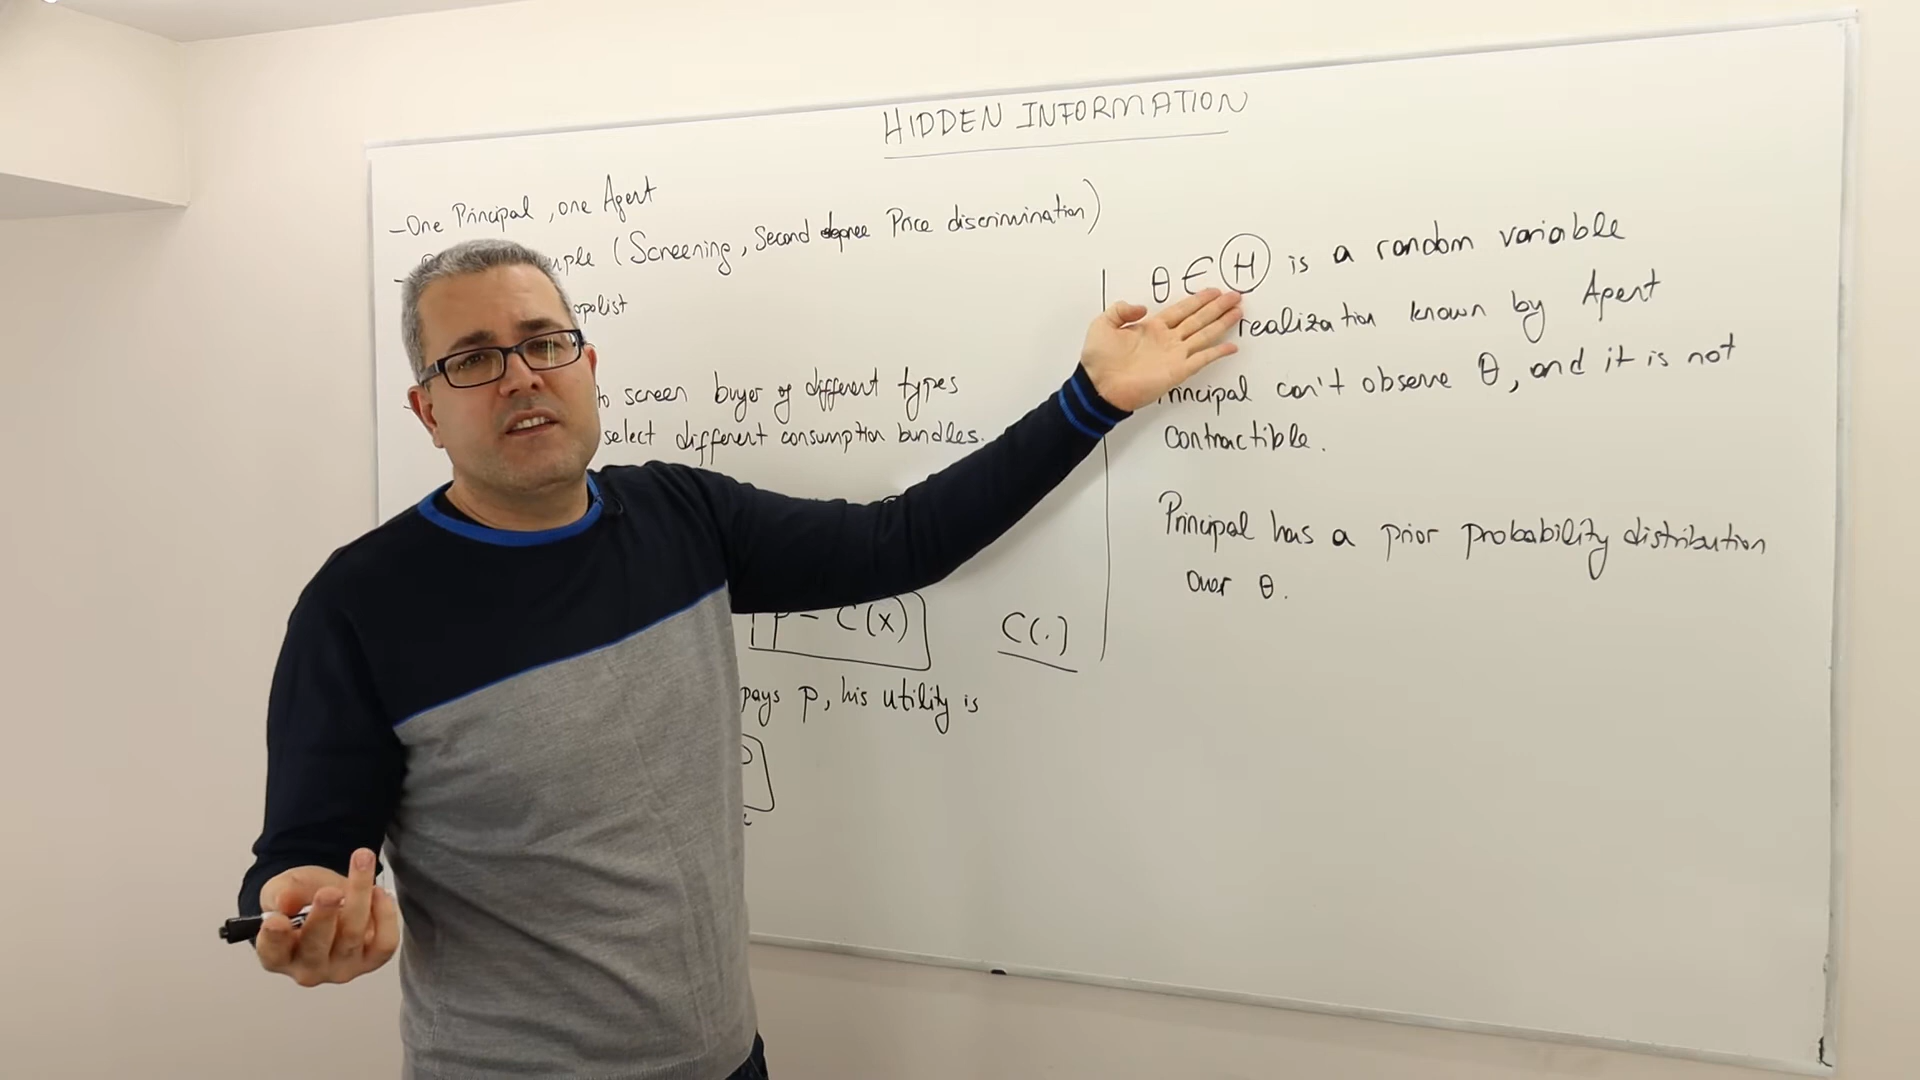 HIDDEN INFORMATION
- One Principal, one Agent
(Screening, Second degree Price discrimination)
to screen buyer of different types
select different consumption bundles.
p - C(x)
C(.)
pays p, his utility is
θ ∈ Ⓗ is a random variable
realization known by Agent
can't observe θ, and it is not
contractible.
Principal has a prior probability distribution
over θ.